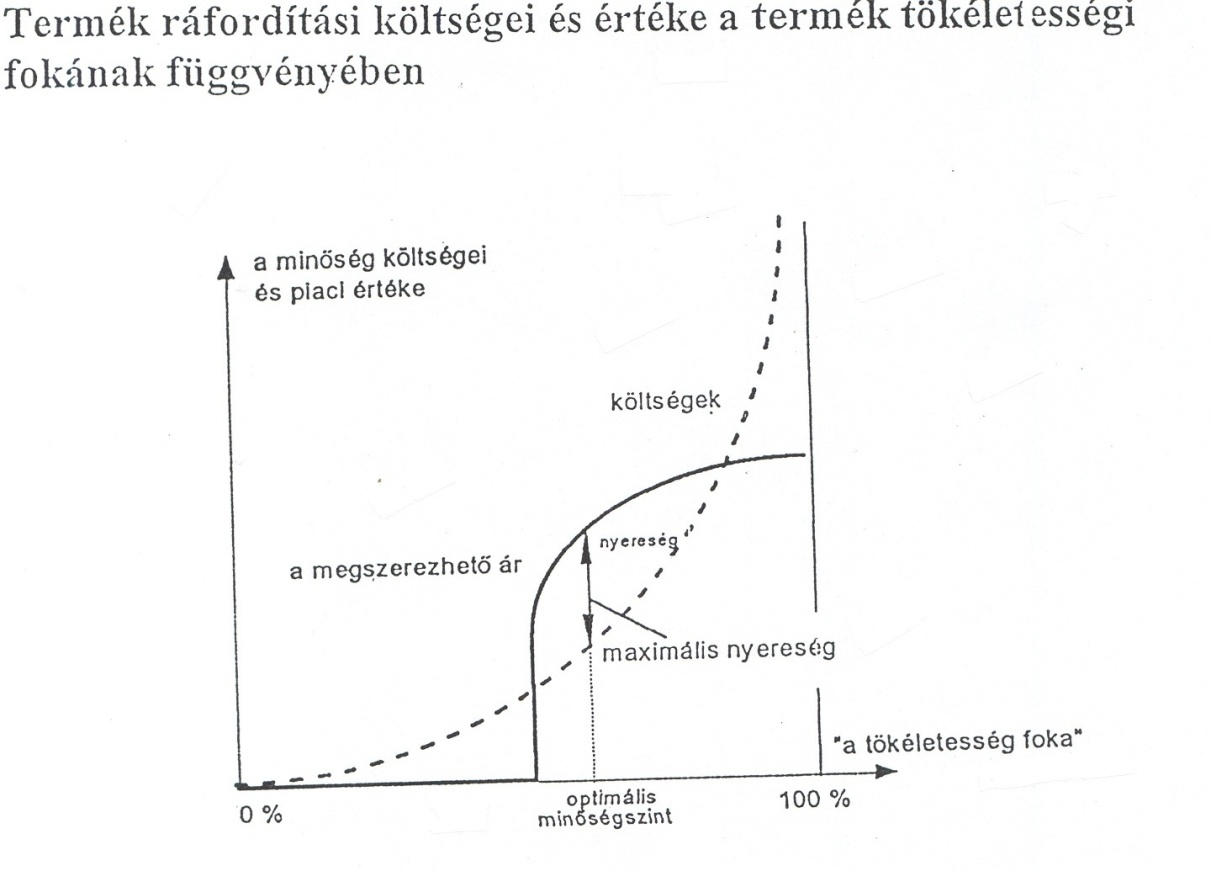 Termék ráfordítási költségei és értéke a termék tökéletességi
fokának függvényében
a minőség költségei
és piaci értéke
költségek
nyereség
a megszerezhető ár
maximális nyereség
"a tökéletesség foka"
0 %
optimális
minőségszint
100 %